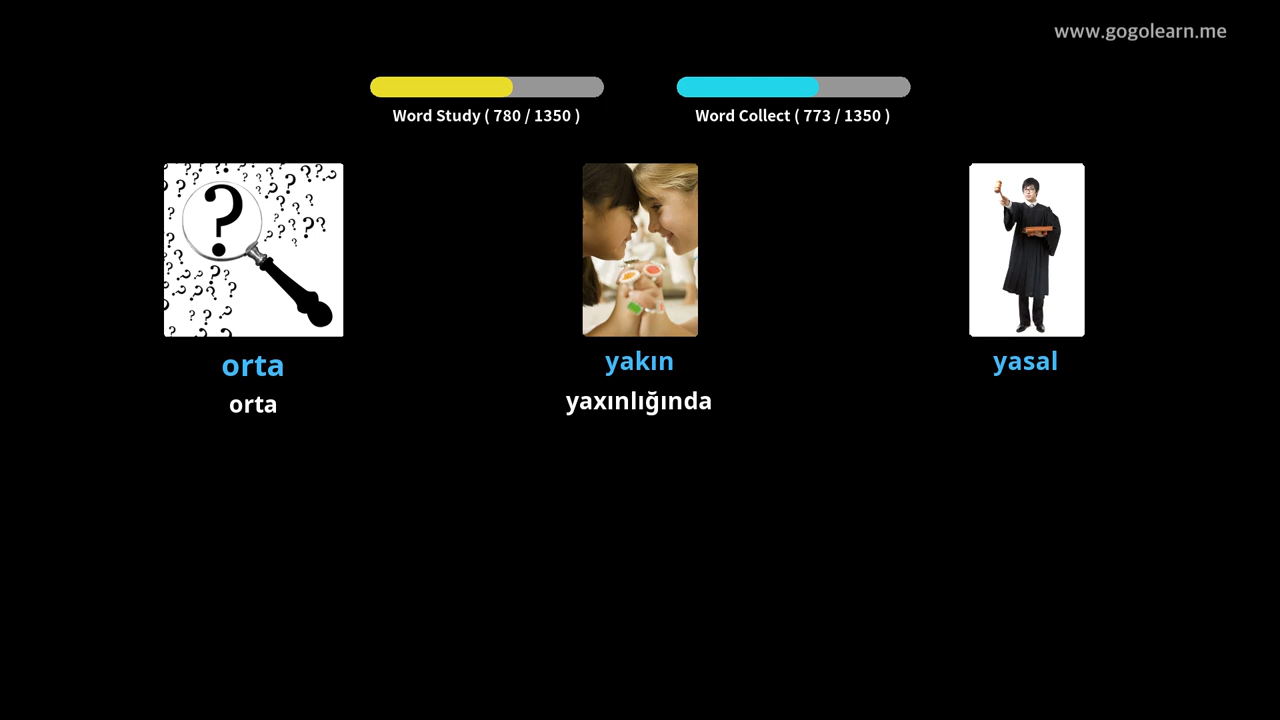 www.gogolearn.me
Word Study ( 780 / 1350 )
Word Collect ( 773 / 1350 )
orta
orta
yakın
yaxınlığında
yasal